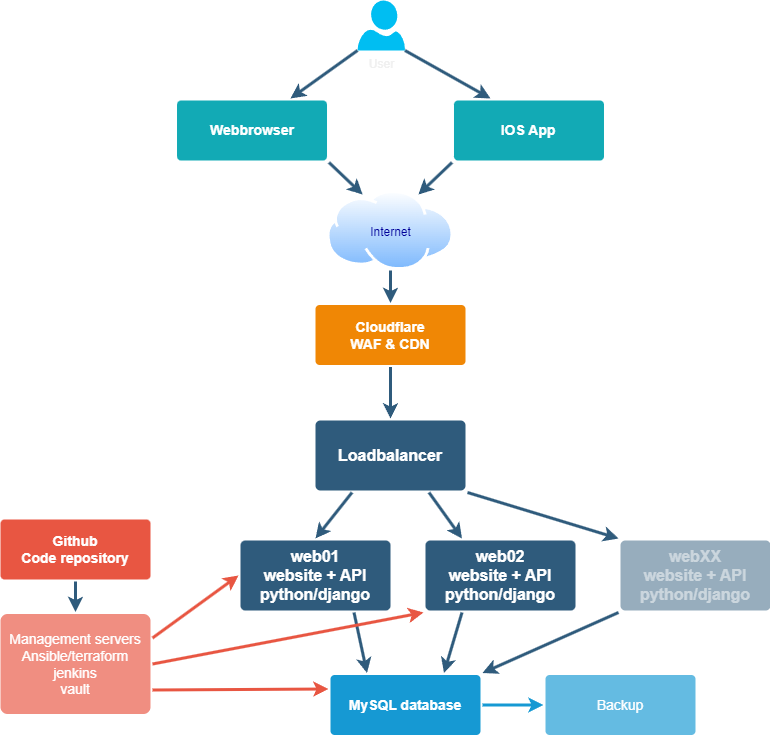 User
Webbrowser
IOS App
Internet
Cloudflare
WAF & CDN
Loadbalancer
Github
Code repository
web01
website + API
python/django
web02
website + API
python/django
webXX
website + API
python/django
Management servers
Ansible/terraform
jenkins
vault
MySQL database
Backup